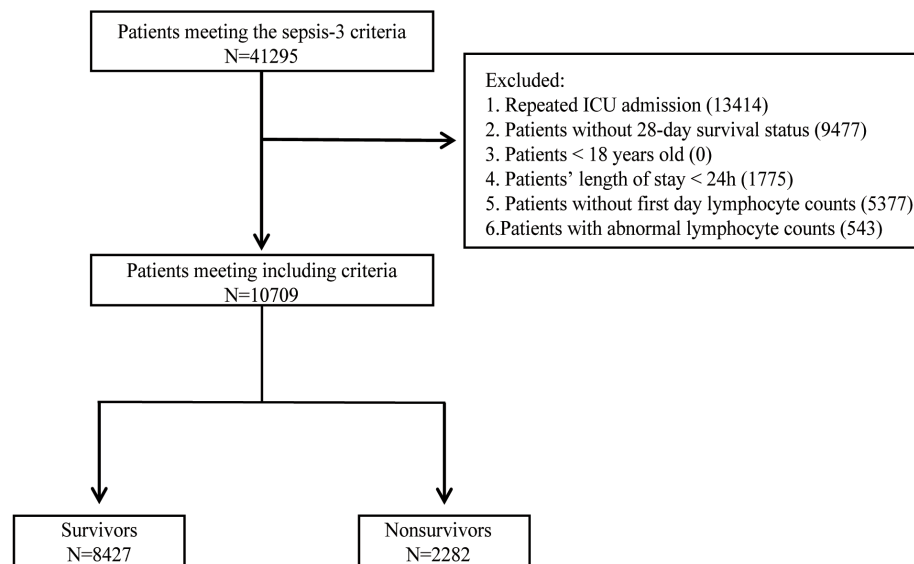 Patients meeting the sepsis-3 criteria
N=41295
Excluded:
1. Repeated ICU admission (13414)
2. Patients without 28-day survival status (9477)
3. Patients < 18 years old (0)
4. Patients’ length of stay < 24h (1775)
5. Patients without first day lymphocyte counts (5377)
6.Patients with abnormal lymphocyte counts (543)
Patients meeting including criteria
N=10709
Survivors
N=8427
Nonsurvivors
N=2282